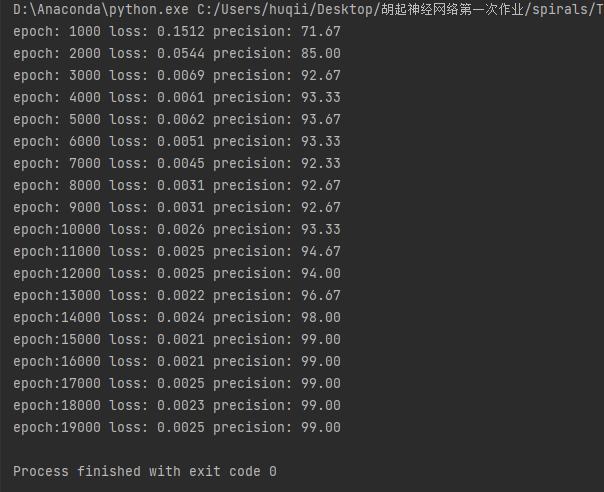 D:\Anaconda\python.exe C:/Users/huqii/Desktop/胡起神经网络第一次作业/spirals/T
epoch: 1000 loss: 0.1512 precision: 71.67
epoch: 2000 loss: 0.0544 precision: 85.00
epoch: 3000 loss: 0.0069 precision: 92.67
epoch: 4000 loss: 0.0061 precision: 93.33
epoch: 5000 loss: 0.0062 precision: 93.67
epoch: 6000 loss: 0.0051 precision: 93.33
epoch: 7000 loss: 0.0045 precision: 92.33
epoch: 8000 loss: 0.0031 precision: 92.67
epoch: 9000 loss: 0.0031 precision: 92.67
epoch:10000 loss: 0.0026 precision: 93.33
epoch:11000 loss: 0.0025 precision: 94.67
epoch:12000 loss: 0.0025 precision: 94.00
epoch:13000 loss: 0.0022 precision: 96.67
epoch:14000 loss: 0.0024 precision: 98.00
epoch:15000 loss: 0.0021 precision: 99.00
epoch:16000 loss: 0.0021 precision: 99.00
epoch:17000 loss: 0.0025 precision: 99.00
epoch:18000 loss: 0.0023 precision: 99.00
epoch:19000 loss: 0.0025 precision: 99.00
Process finished with exit code 0